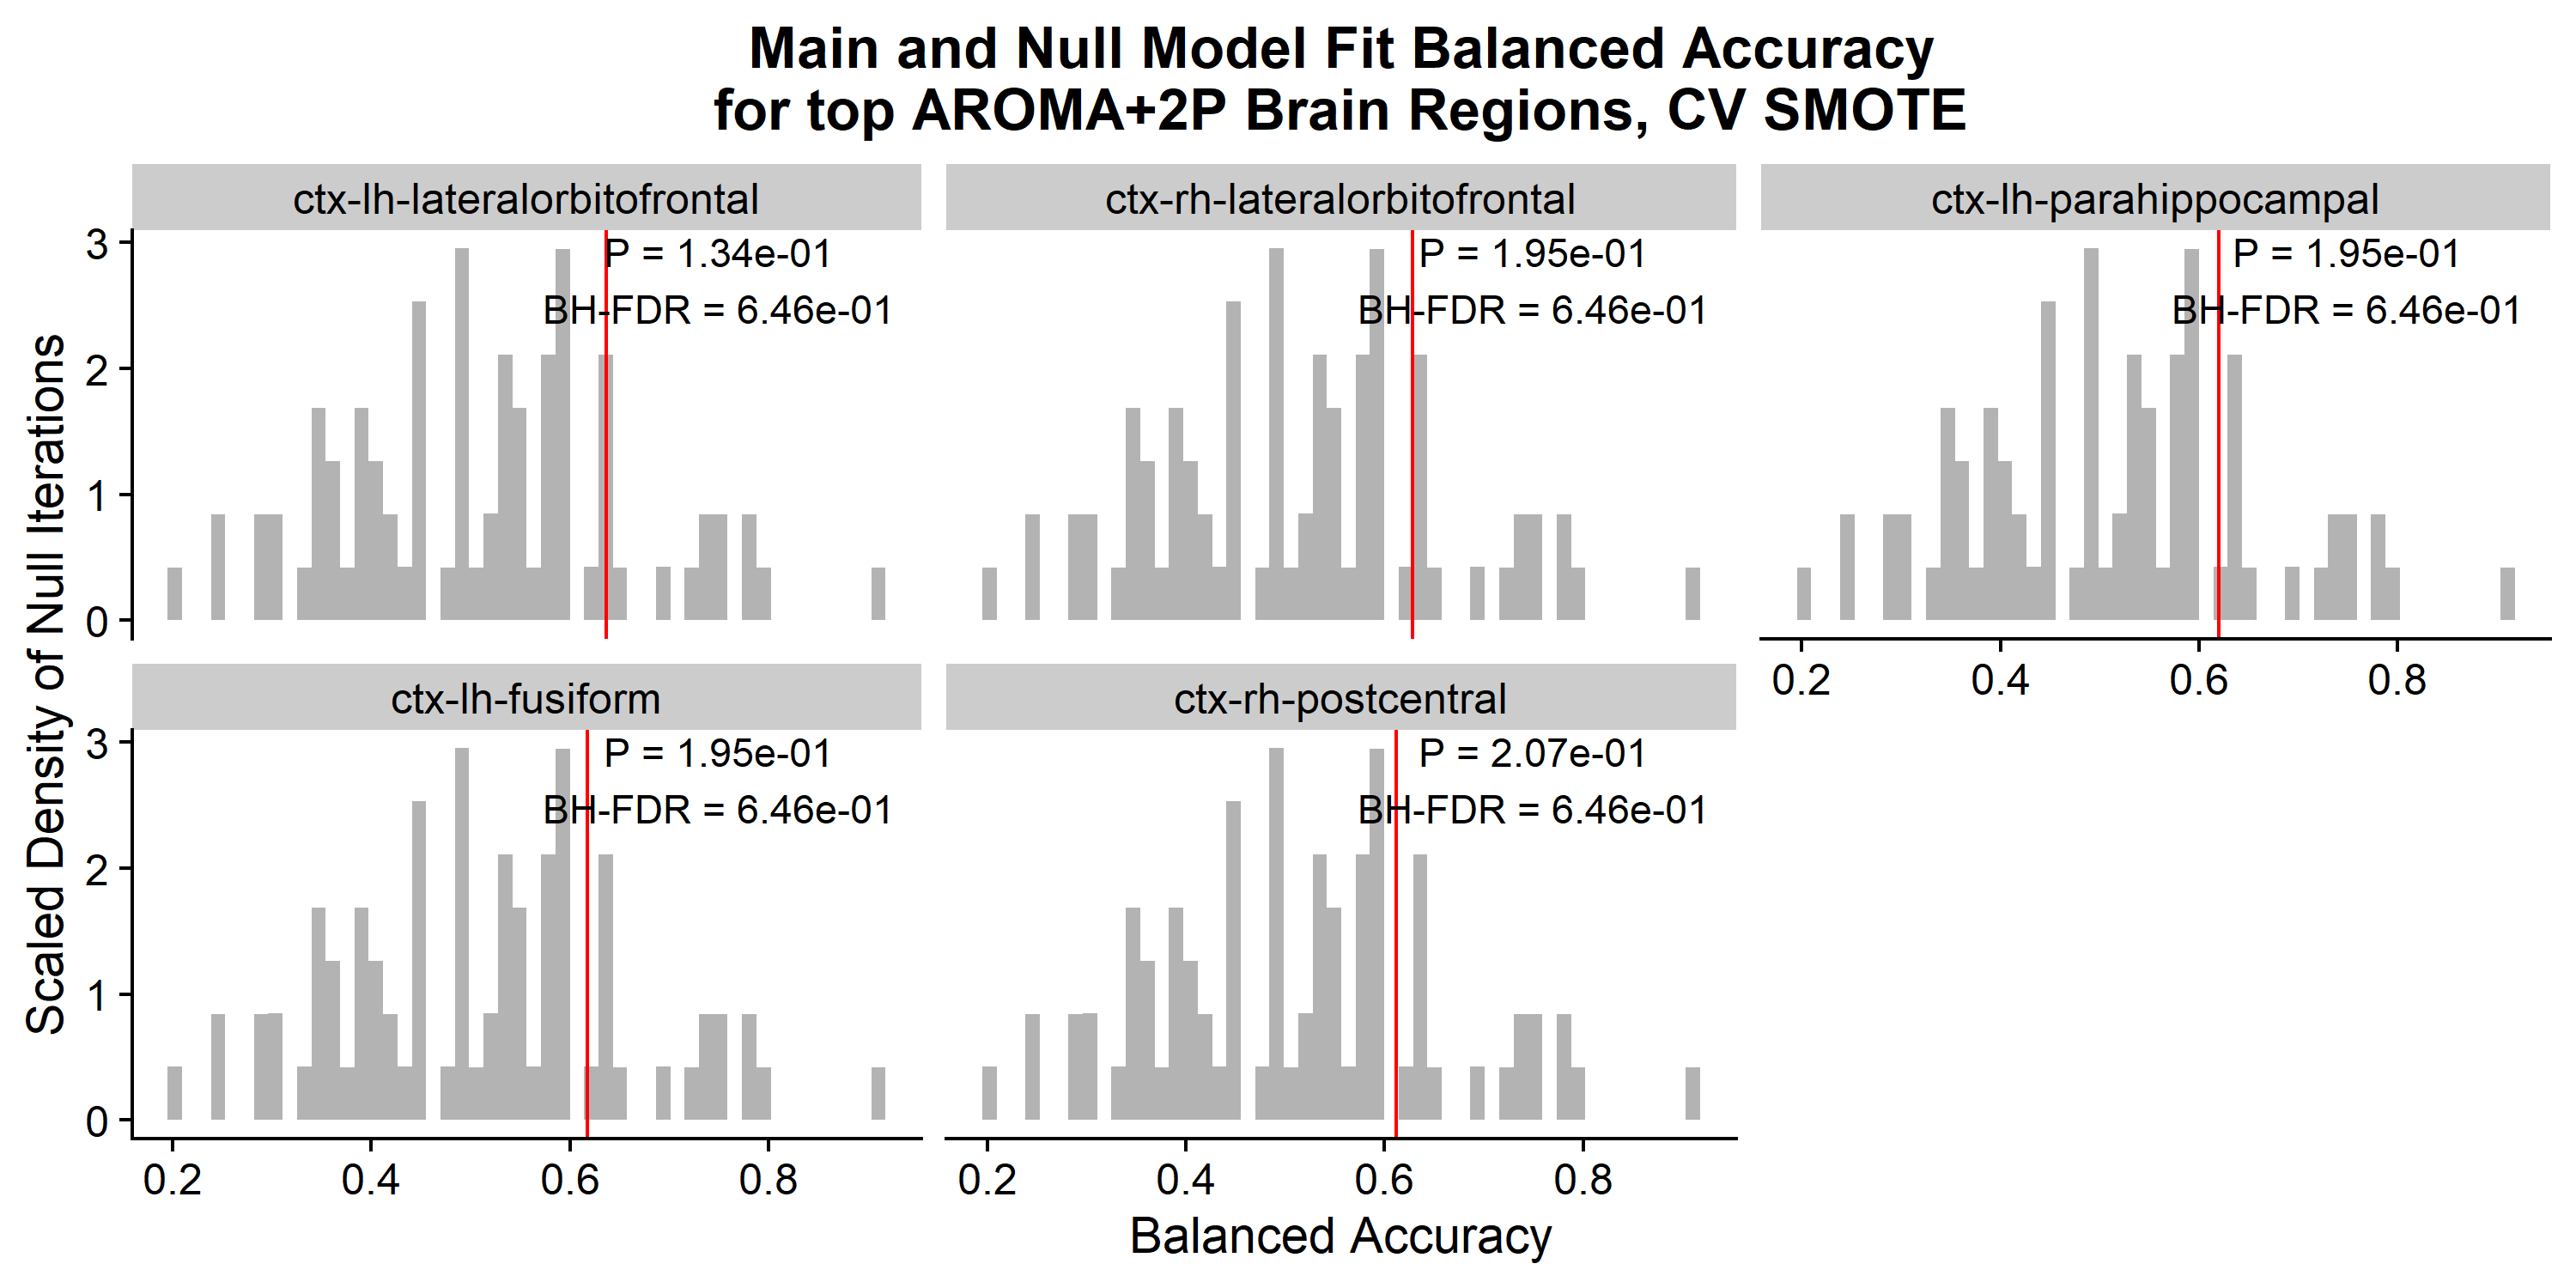 Main and Null Model Fit Balanced Accuracy
for top AROMA+2P Brain Regions, CV SMOTE
ctx-lh-lateralorbitofrontal
ctx-rh-lateralorbitofrontal
ctx-lh-parahippocampal
P = 1.34e-01
BH-FDR = 6.46e-01
P = 1.95e-01
BH-FDR = 6.46e-01
P = 1.95e-01
BH-FDR = 6.46e-01
3
2
1
0
0.2 0.4 0.6 0.8
ctx-lh-fusiform
ctx-rh-postcentral
P = 1.95e-01
BH-FDR = 6.46e-01
P = 2.07e-01
BH-FDR = 6.46e-01
3
2
1
0
0.2 0.4 0.6 0.8
0.2 0.4 0.6 0.8
Scaled Density of Null Iterations
Balanced Accuracy